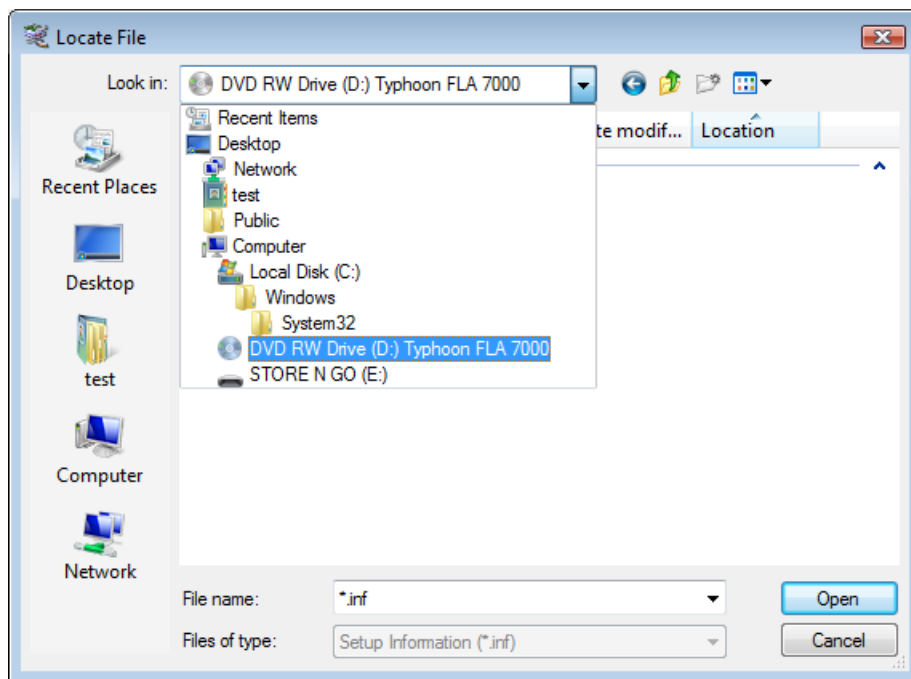 Locate File
Look in:
DVD RW Drive (D:) Typhoon FLA 7000
Recent Items
Desktop
Network
test
Public
Computer
Local Disk (C:)
Windows
System32
DVD RW Drive (D:) Typhoon FLA 7000
STORE N GO (E:)
te modif...
Location
Recent Places
Desktop
test
Computer
Network
File name:
*.inf
Open
Files of type:
Setup Information (*.inf)
Cancel